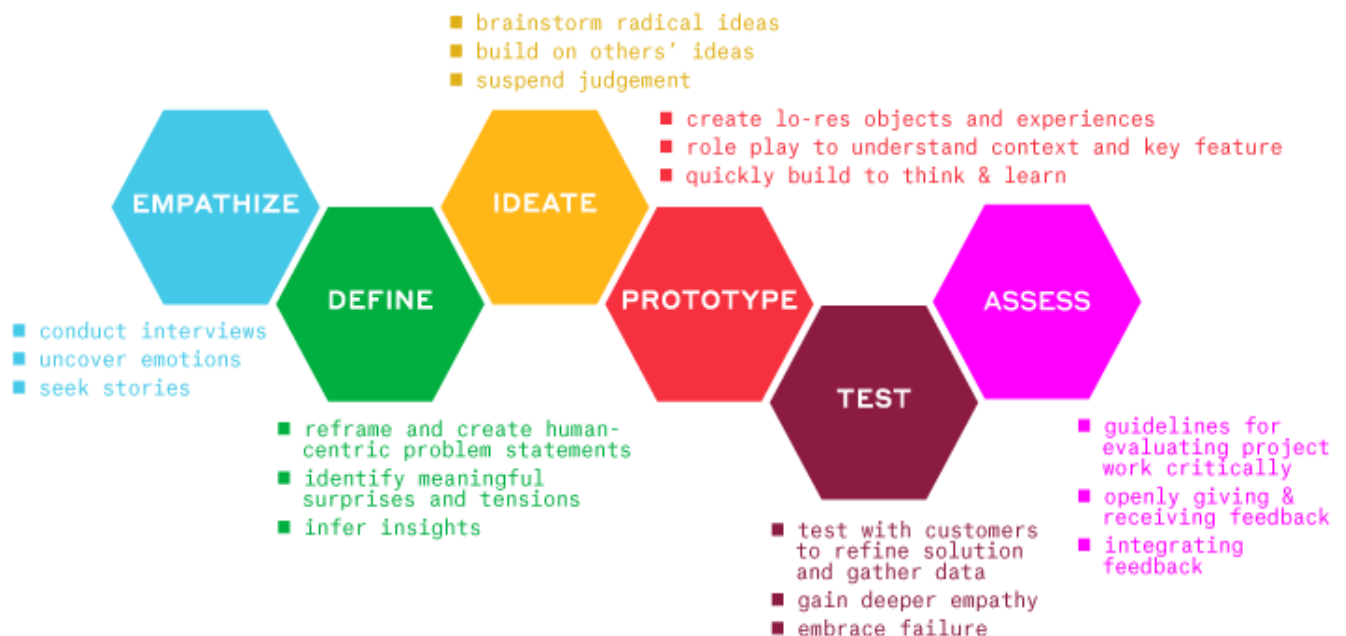 EMPATHIZE
■ conduct interviews
■ uncover emotions
■ seek stories
DEFINE
■ reframe and create human-
centric problem statements
■ identify meaningful
surprises and tensions
■ infer insights
IDEATE
■ brainstorm radical ideas
■ build on others’ ideas
■ suspend judgement
PROTOTYPE
■ create lo-res objects and experiences
■ role play to understand context and key feature
■ quickly build to think & learn
TEST
■ test with customers
to refine solution
and gather data
■ gain deeper empathy
■ embrace failure
ASSESS
■ guidelines for
evaluating project
work critically
■ openly giving &
receiving feedback
■ integrating
feedback